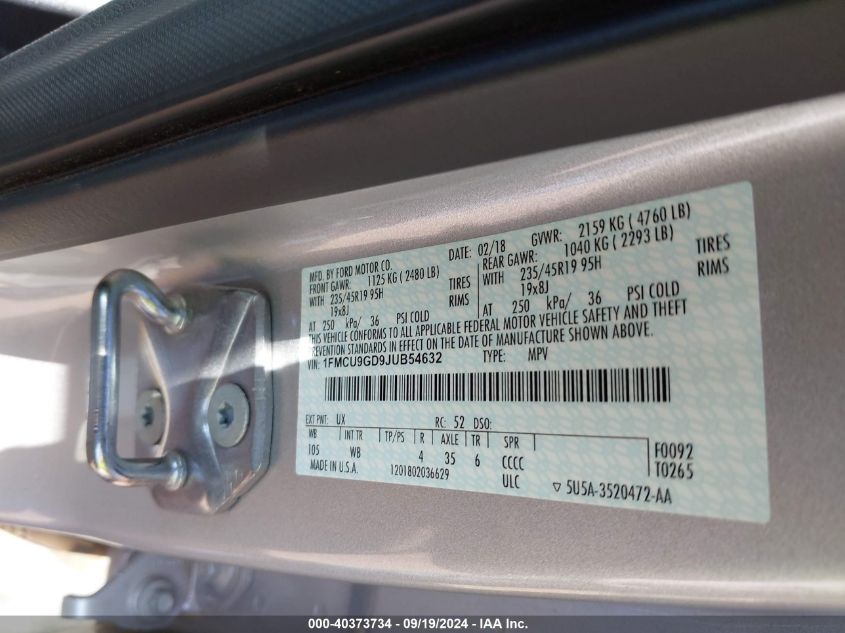 MFD. BY FORD MOTOR CO. DATE: 02/18 GVWR: 2159 KG ( 4760 LB)
FRONT GAWR: 1125 KG ( 2480 LB) REAR GAWR: 1040 KG ( 2293 LB)
WITH 235/45R19 95H TIRES WITH 235/45R19 95H TIRES
19x8J RIMS 19x8J RIMS
AT 250 kPa/ 36 PSI COLD AT 250 kPa/ 36 PSI COLD
THIS VEHICLE CONFORMS TO ALL APPLICABLE FEDERAL MOTOR VEHICLE SAFETY AND THEFT
PREVENTION STANDARDS IN EFFECT ON THE DATE OF MANUFACTURE SHOWN ABOVE.
VIN: 1FMCU9GD9JUB54632 TYPE: MPV
EXT PNT: UX RC: 52 DSO:
WB INT TR TP/PS R AXLE TR SPR
105 WB 4 35 6 CCCC F0092
MADE IN U.S.A. 1201802036629 ULC T0265
▽ 5U5A-3520472-AA
000-40373734 - 09/19/2024 - IAA Inc.